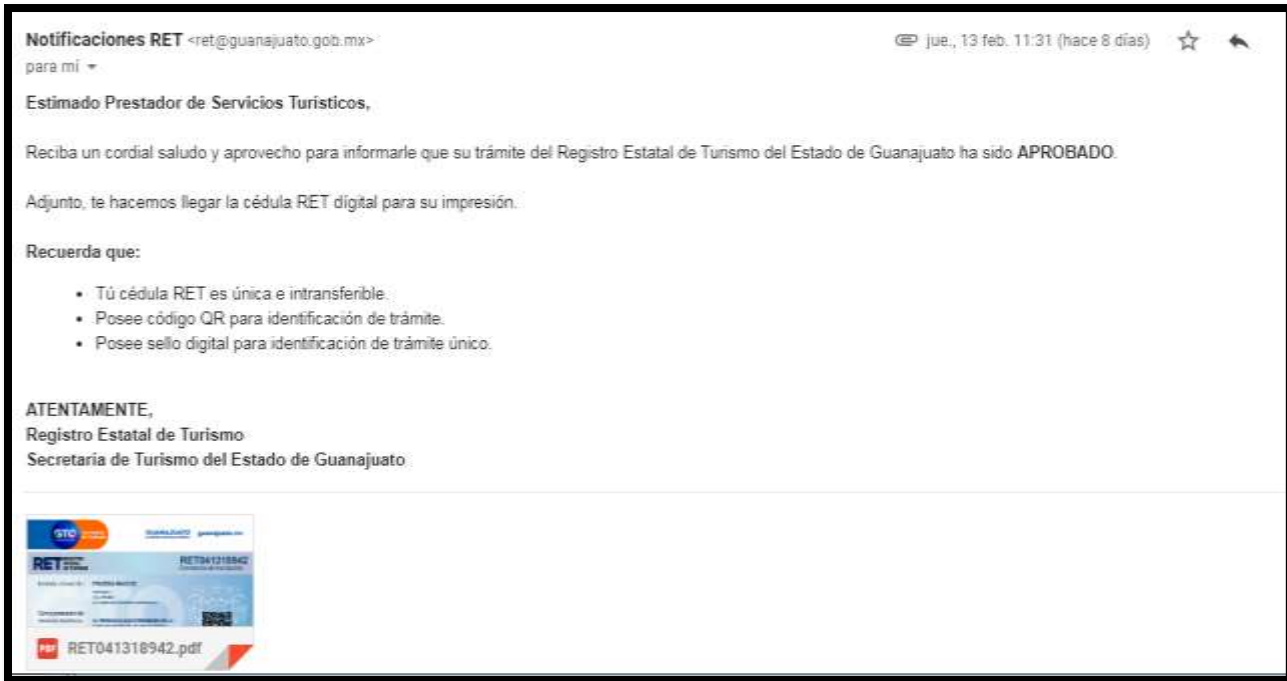 Notificaciones RET <ret@guanajuato.gob.mx>
jue., 13 feb. 11:31 (hace 8 días)
para mí
Estimado Prestador de Servicios Turísticos,
Reciba un cordial saludo y aprovecho para informarle que su trámite del Registro Estatal de Turismo del Estado de Guanajuato ha sido APROBADO.
Adjunto, te hacemos llegar la cédula RET digital para su impresión.
Recuerda que:
• Tú cédula RET es única e intransferible.
• Posee código QR para identificación de trámite.
• Posee sello digital para identificación de trámite único.
ATENTAMENTE,
Registro Estatal de Turismo
Secretaria de Turismo del Estado de Guanajuato
GTO
GUANAJUATO
RET
RET041318942
PDF RET041318942.pdf